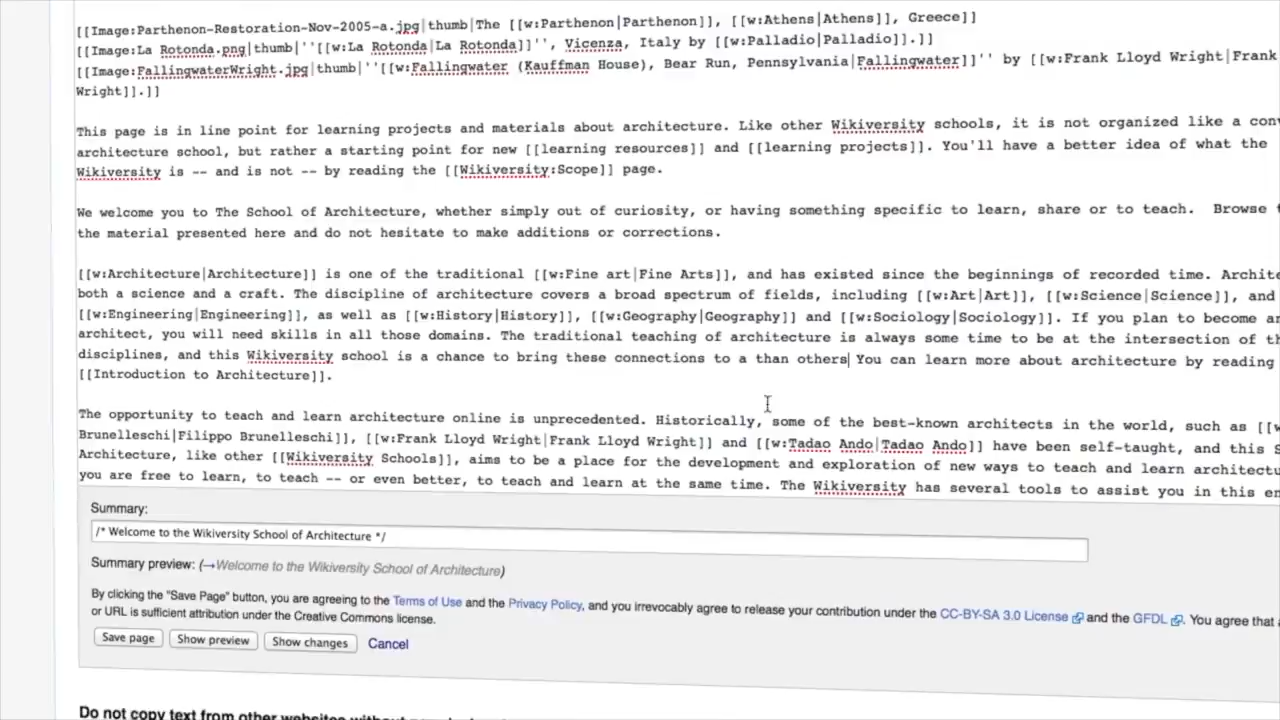 [[Image:Parthenon-Restoration-Nov-2005-a.jpg|thumb|The [[w:Parthenon|Parthenon]], [[w:Athens|Athens]], Greece]]
[[Image:La Rotonda.png|thumb|''[[w:La Rotonda|La Rotonda]]'', Vicenza, Italy by [[w:Palladio|Palladio]].]]
[[Image:FallingwaterWright.jpg|thumb|''[[w:Fallingwater (Kauffman House), Bear Run, Pennsylvania|Fallingwater]]'' by [[w:Frank Lloyd Wright|Frank
Wright]].]]
This page is in line point for learning projects and materials about architecture. Like other Wikiversity schools, it is not organized like a con
architecture school, but rather a starting point for new [[learning resources]] and [[learning projects]]. You'll have a better idea of what the
Wikiversity is -- and is not -- by reading the [[Wikiversity:Scope]] page.
We welcome you to The School of Architecture, whether simply out of curiosity, or having something specific to learn, share or to teach. Browse
the material presented here and do not hesitate to make additions or corrections.
[[w:Architecture|Architecture]] is one of the traditional [[w:Fine art|Fine Arts]], and has existed since the beginnings of recorded time. Archite
both a science and a craft. The discipline of architecture covers a broad spectrum of fields, including [[w:Art|Art]], [[w:Science|Science]], and
[[w:Engineering|Engineering]], as well as [[w:History|History]], [[w:Geography|Geography]] and [[w:Sociology|Sociology]]. If you plan to become an
architect, you will need skills in all those domains. The traditional teaching of architecture is always some time to be at the intersection of th
disciplines, and this Wikiversity school is a chance to bring these connections to a than others You can learn more about architecture by reading
[[Introduction to Architecture]].
The opportunity to teach and learn architecture online is unprecedented. Historically, some of the best-known architects in the world, such as [[w
Brunelleschi|Filippo Brunelleschi]], [[w:Frank Lloyd Wright|Frank Lloyd Wright]] and [[w:Tadao Ando|Tadao Ando]] have been self-taught, and this S
Architecture, like other [[Wikiversity Schools]], aims to be a place for the development and exploration of new ways to teach and learn architectu
you are free to learn, to teach -- or even better, to teach and learn at the same time. The Wikiversity has several tools to assist you in this en
Summary:
/* Welcome to the Wikiversity School of Architecture */
Summary preview: (→Welcome to the Wikiversity School of Architecture)
By clicking the "Save Page" button, you are agreeing to the Terms of Use and the Privacy Policy, and you irrevocably agree to release your contribution under the CC-BY-SA 3.0 License and the GFDL. You agree that a
or URL is sufficient attribution under the Creative Commons license.
Save page Show preview Show changes Cancel
Do not copy text from other websites without